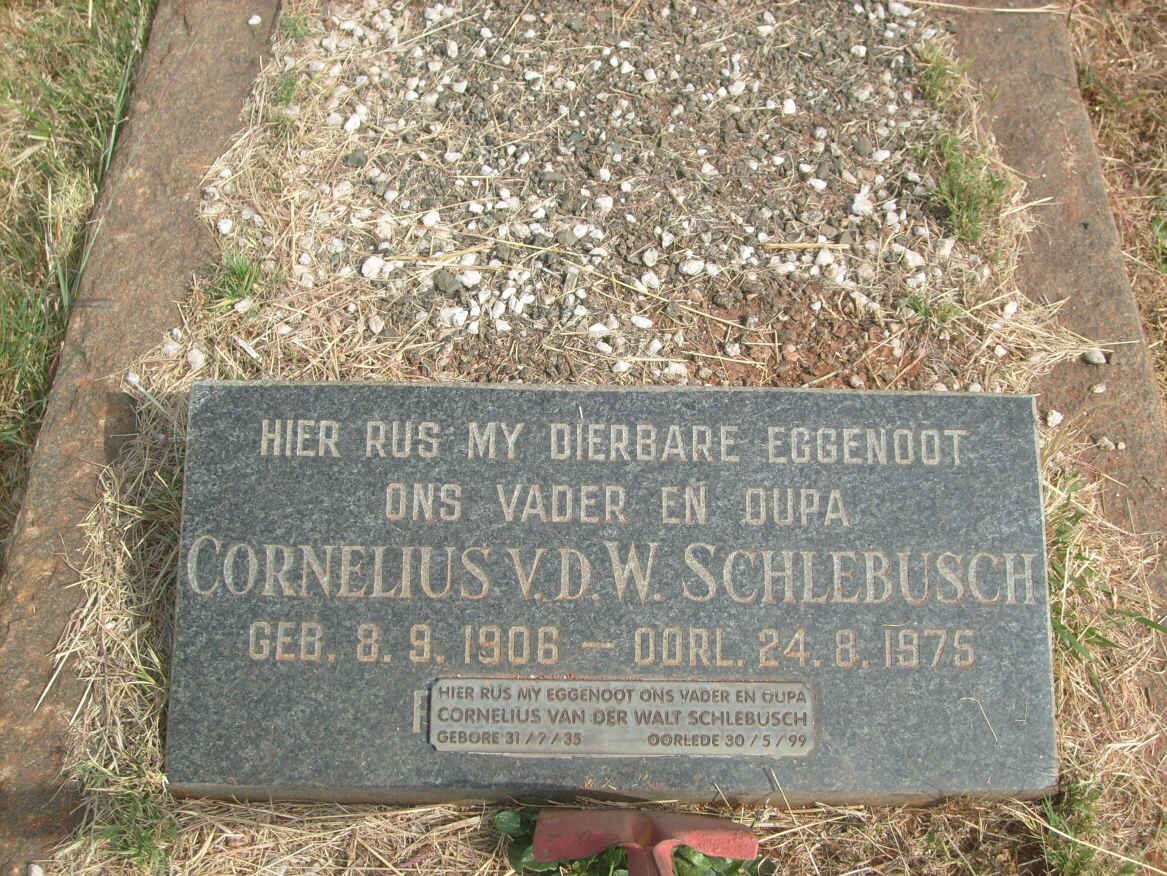 HIER RUS MY DIERBARE EGGENOOT
ONS VADER EN OUPA
CORNELIUS V.D.W. SCHLEBUSCH
GEB. 8. 9. 1906 – OORL. 24. 8. 1975
HIER RUS MY EGGENOOT ONS VADER EN OUPA
CORNELIUS VAN DER WALT SCHLEBUSCH
GEBORE 31/7/35 OORLEDE 30/5/99